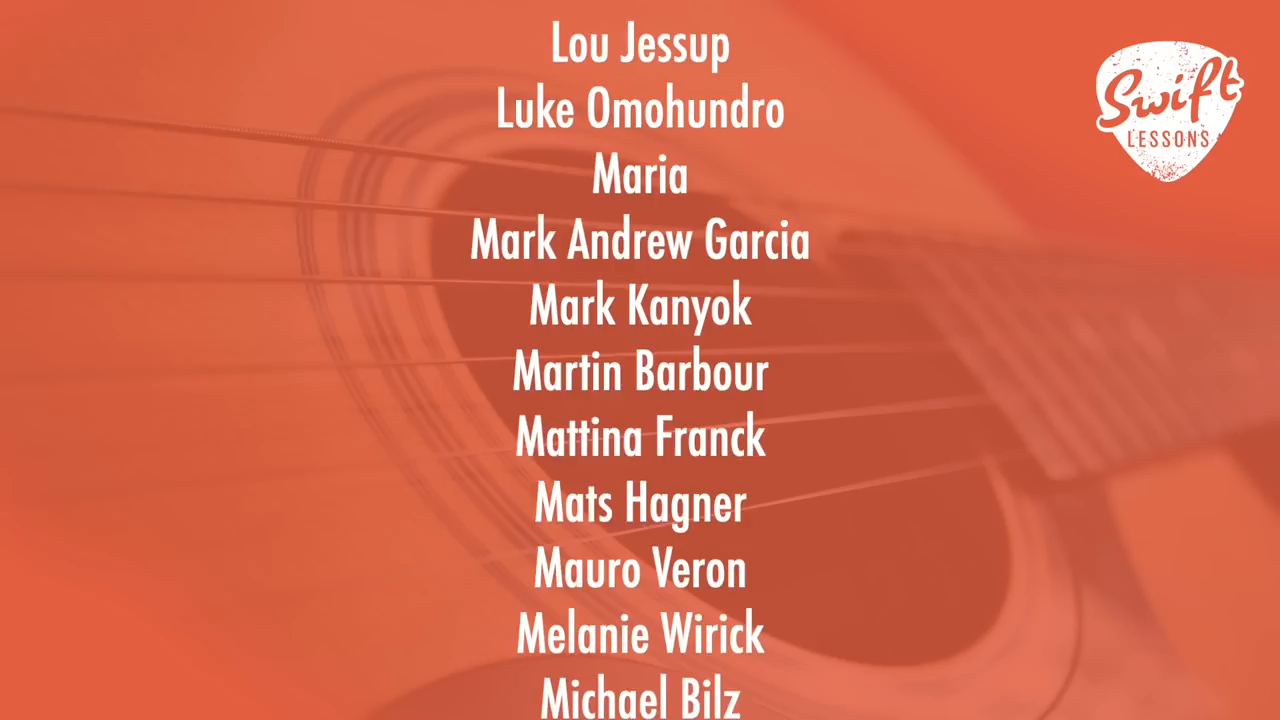 Lou Jessup
Luke Omohundro
Maria
Mark Andrew Garcia
Mark Kanyok
Martin Barbour
Mattina Franck
Mats Hagner
Mauro Veron
Melanie Wirick
Michael Bilz
Swift
LESSONS